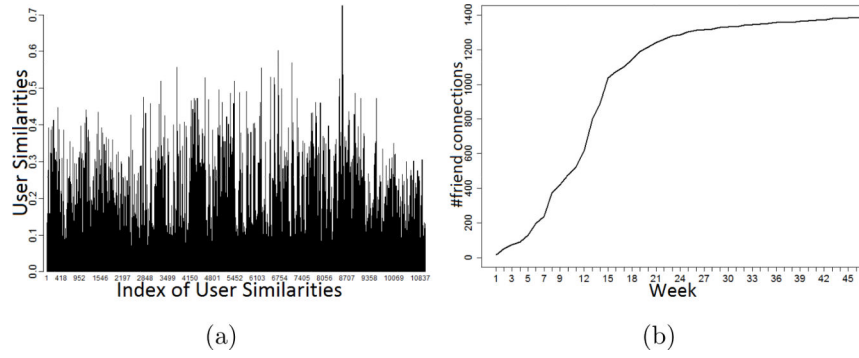 User Similarities
0.0 0.1 0.2 0.3 0.4 0.5 0.6 0.7
1 418 952 1546 2197 2848 3499 4150 4801 5452 6103 6754 7405 8056 8707 9358 10069 10837
Index of User Similarities
(a)
#friend connections
0 200 400 600 800 1000 1200 1400
1 3 5 7 9 12 15 18 21 24 27 30 33 36 39 42 45
Week
(b)